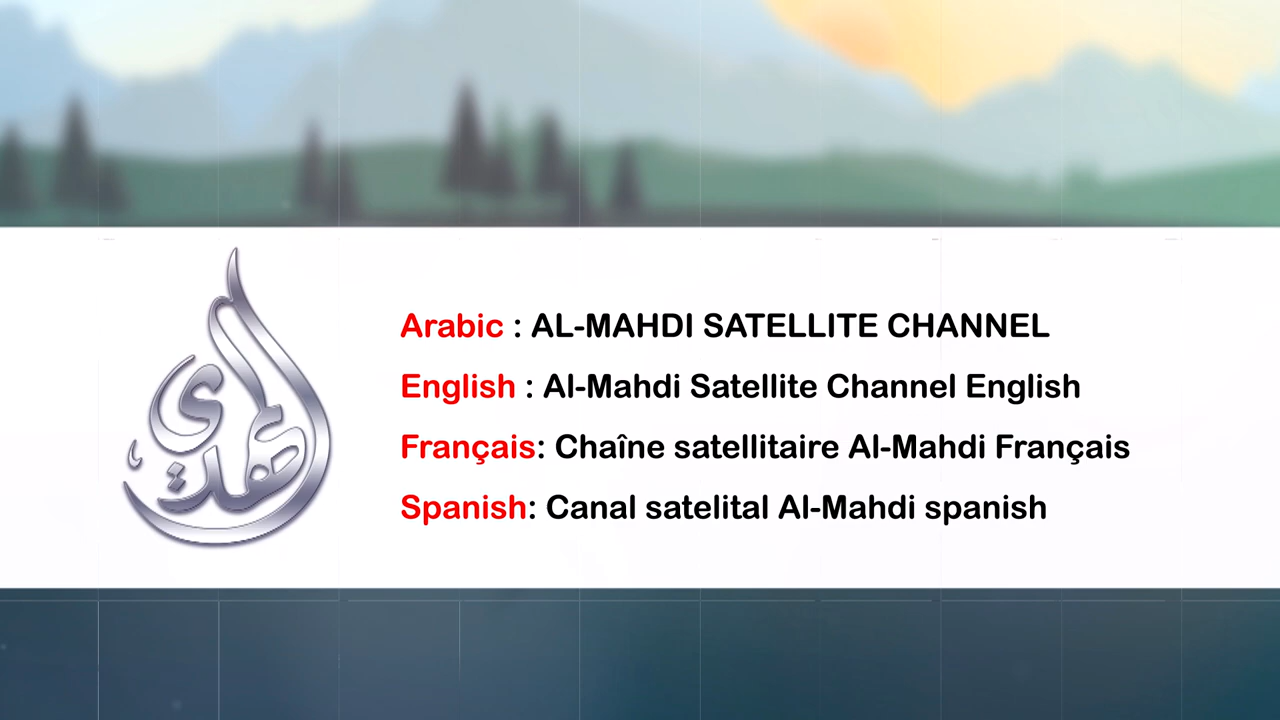 المهدي
Arabic : AL-MAHDI SATELLITE CHANNEL
English : Al-Mahdi Satellite Channel English
Français: Chaîne satellitaire Al-Mahdi Français
Spanish: Canal satelital Al-Mahdi spanish